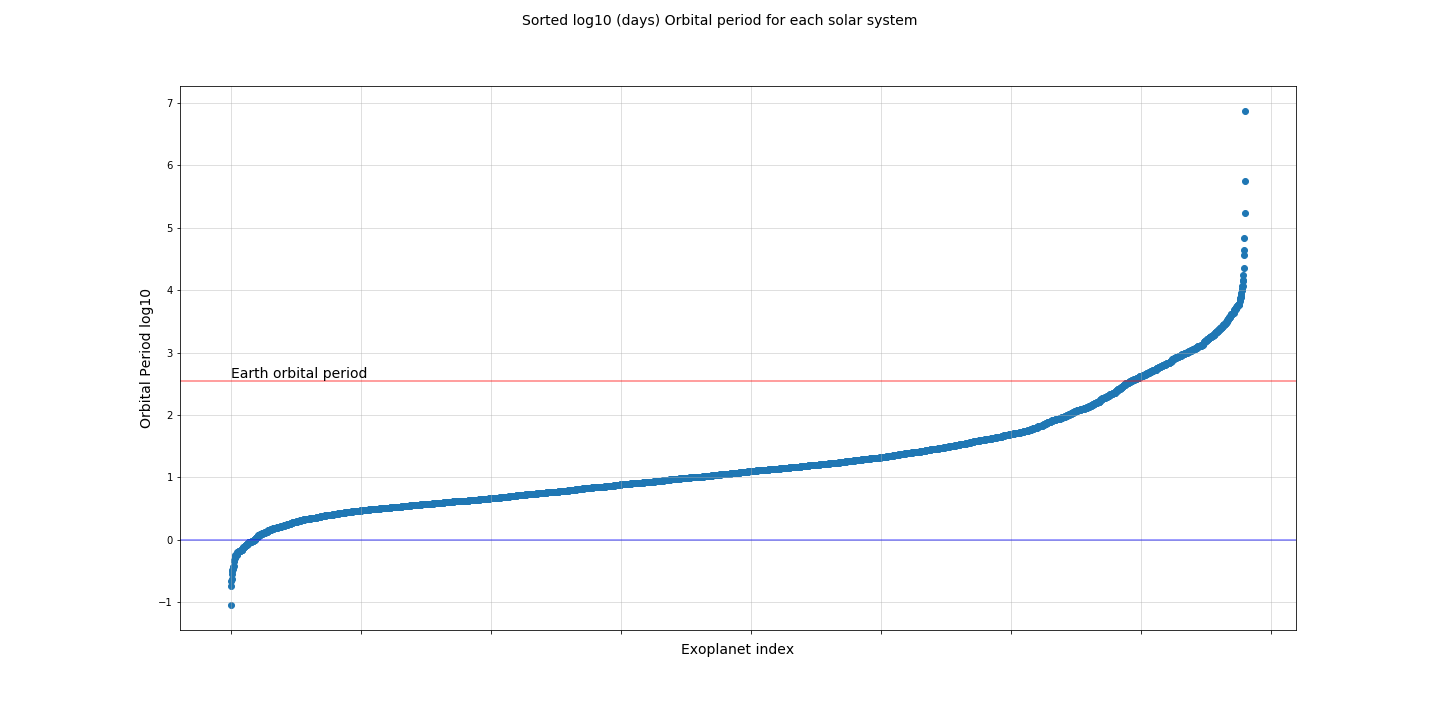 Sorted log10 (days) Orbital period for each solar system
7
6
5
4
3
2
1
0
−1
Orbital Period log10
Earth orbital period
Exoplanet index